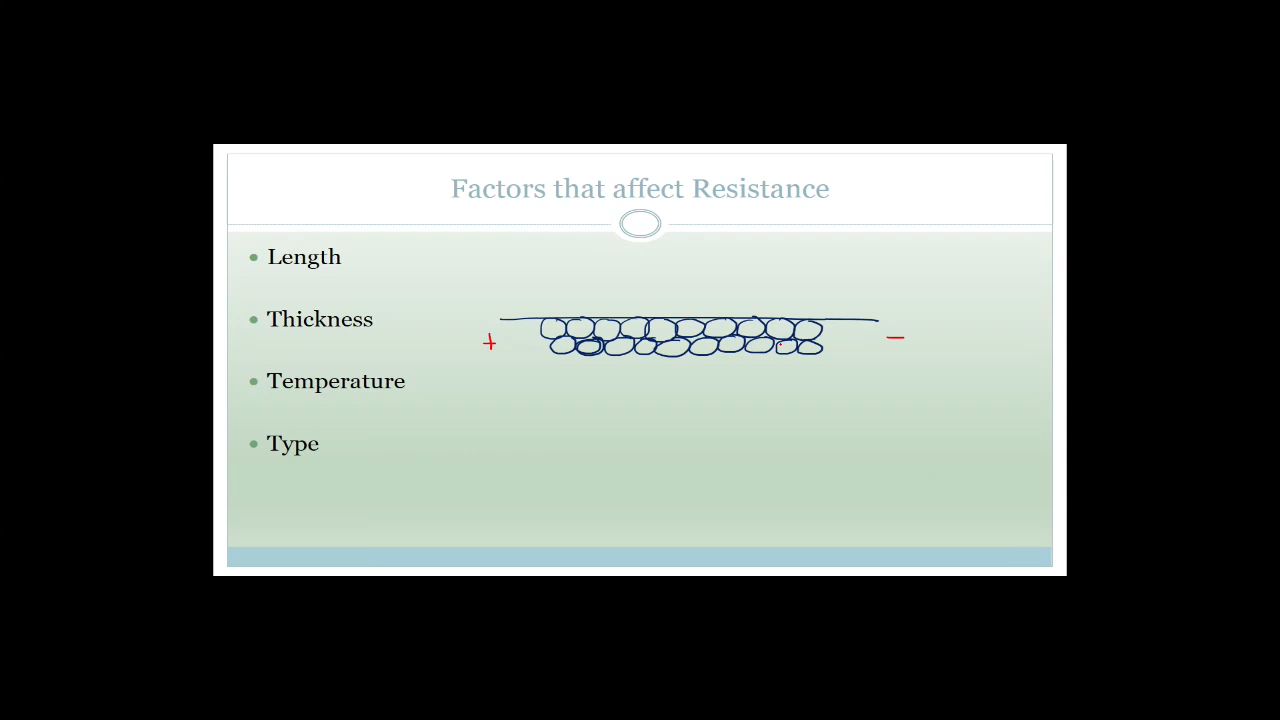 Factors that affect Resistance
Length
Thickness
Temperature
Type
+
−